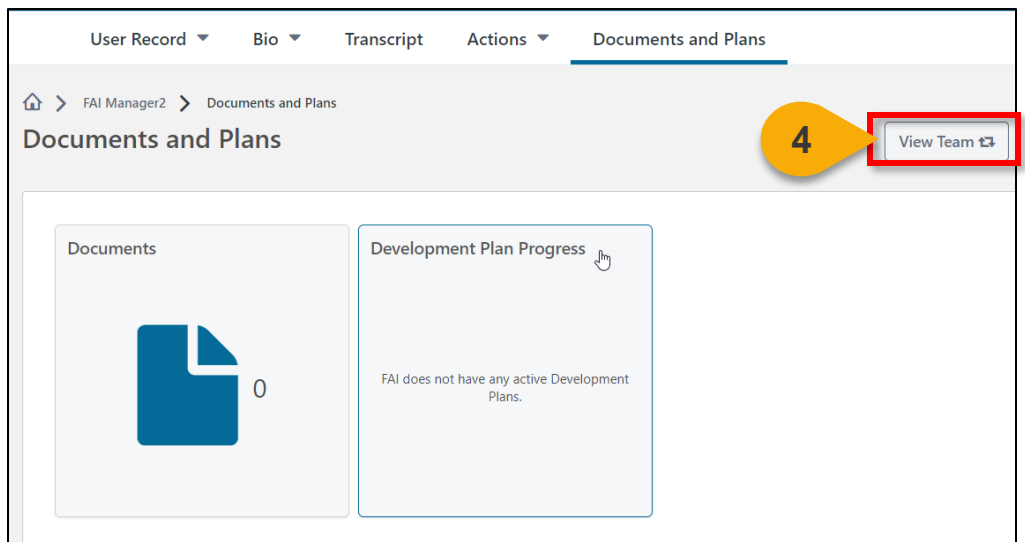 User Record Bio Transcript Actions Documents and Plans
FAI Manager2 Documents and Plans
Documents and Plans
4
View Team
Documents
Development Plan Progress
0
FAI does not have any active Development
Plans.